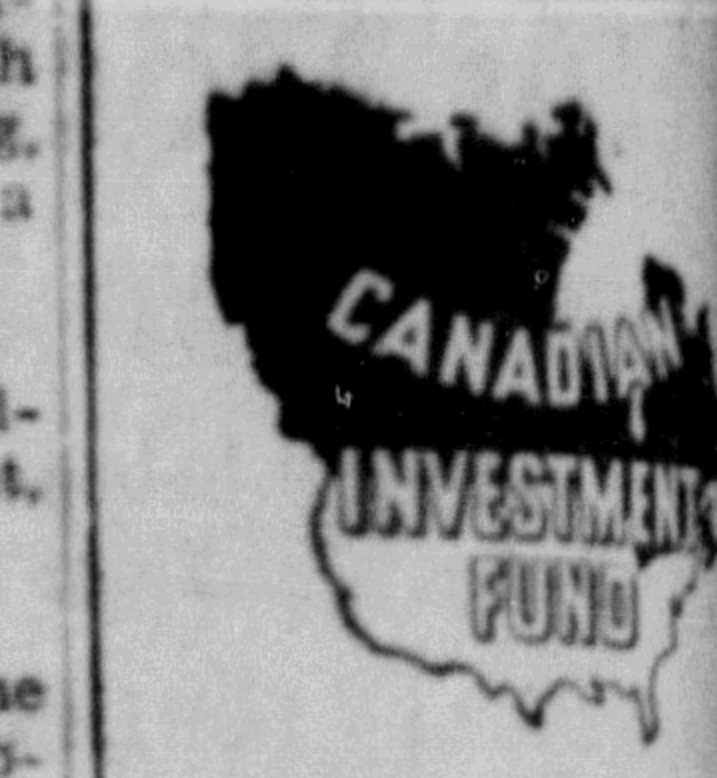 h
g.
a
l-
t,
CANADIAN
INVESTMENT
FUND